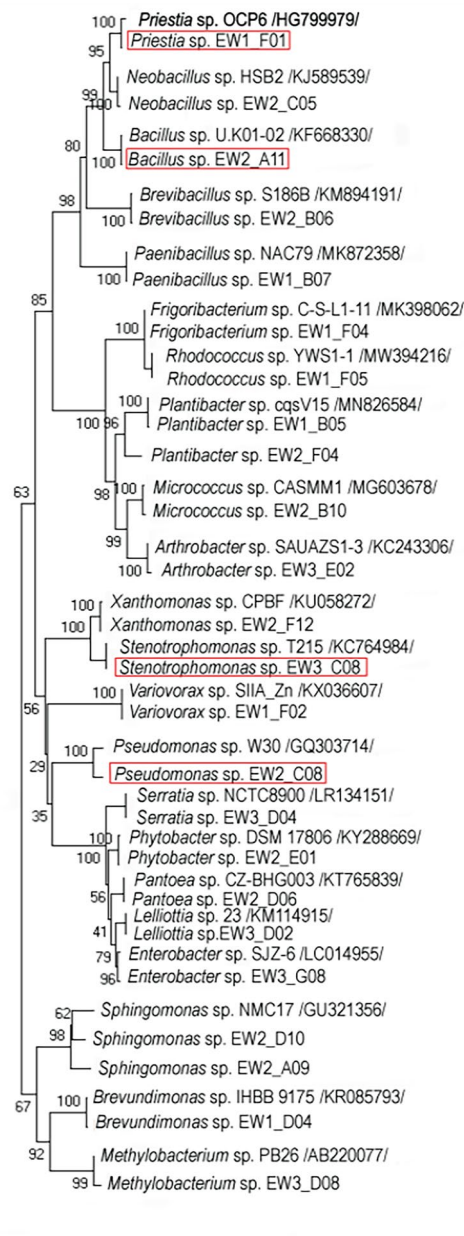 100 Priestia sp. OCP6 /HG799979/
Priestia sp. EW1_F01
95
Neobacillus sp. HSB2 /KJ589539/
99
100 Neobacillus sp. EW2_C05
Bacillus sp. U.K01-02 /KF668330/
80
100 Bacillus sp. EW2_A11
Brevibacillus sp. S186B /KM894191/
98
100 Brevibacillus sp. EW2_B06
Paenibacillus sp. NAC79 /MK872358/
100 Paenibacillus sp. EW1_B07
85
Frigoribacterium sp. C-S-L1-11 /MK398062/
100 Frigoribacterium sp. EW1_F04
Rhodococcus sp. YWS1-1 /MW394216/
Rhodococcus sp. EW1_F05
100 Plantibacter sp. cqsV15 /MN826584/
100 96 Plantibacter sp. EW1_B05
Plantibacter sp. EW2_F04
63
98 100 Micrococcus sp. CASMM1 /MG603678/
Micrococcus sp. EW2_B10
99
Arthrobacter sp. SAUAZS1-3 /KC243306/
100 Arthrobacter sp. EW3_E02
100 Xanthomonas sp. CPBF /KU058272/
100 Xanthomonas sp. EW2_F12
Stenotrophomonas sp. T215 /KC764984/
Stenotrophomonas sp. EW3_C08
56
100 Variovorax sp. SIIA_Zn /KX036607/
Variovorax sp. EW1_F02
100 Pseudomonas sp. W30 /GQ303714/
29
Pseudomonas sp. EW2_C08
Serratia sp. NCTC8900 /LR134151/
35
Serratia sp. EW3_D04
100 Phytobacter sp. DSM 17806 /KY288669/
100 Phytobacter sp. EW2_E01
Pantoea sp. CZ-BHG003 /KT765839/
56 Pantoea sp. EW2_D06
Lelliottia sp. 23 /KM114915/
41 Lelliottia sp.EW3_D02
79 Enterobacter sp. SJZ-6 /LC014955/
96 Enterobacter sp. EW3_G08
62 Sphingomonas sp. NMC17 /GU321356/
98 Sphingomonas sp. EW2_D10
Sphingomonas sp. EW2_A09
67
100 Brevundimonas sp. IHBB 9175 /KR085793/
Brevundimonas sp. EW1_D04
92
Methylobacterium sp. PB26 /AB220077/
99 Methylobacterium sp. EW3_D08